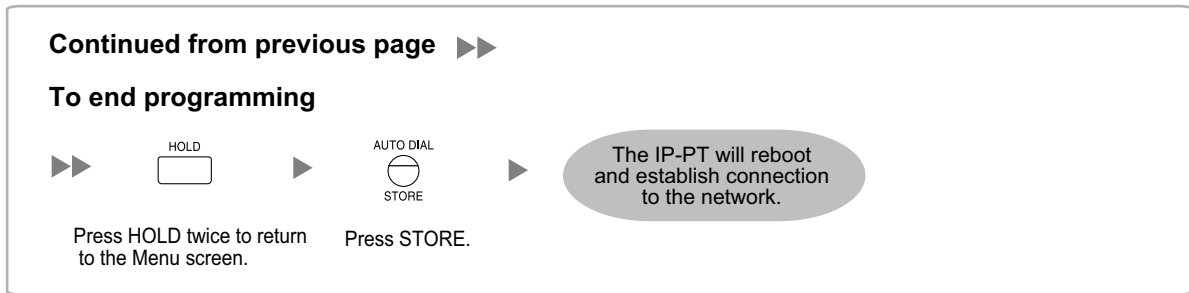 Continued from previous page
To end programming
HOLD
AUTO DIAL
STORE
The IP-PT will reboot
and establish connection
to the network.
Press HOLD twice to return
to the Menu screen.
Press STORE.